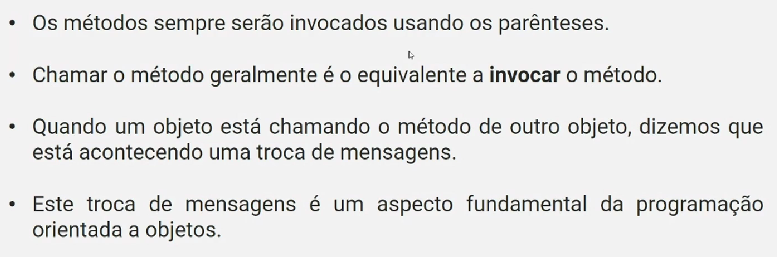 • Os métodos sempre serão invocados usando os parênteses.
• Chamar o método geralmente é o equivalente a invocar o método.
• Quando um objeto está chamando o método de outro objeto, dizemos que
está acontecendo uma troca de mensagens.
• Este troca de mensagens é um aspecto fundamental da programação
orientada a objetos.